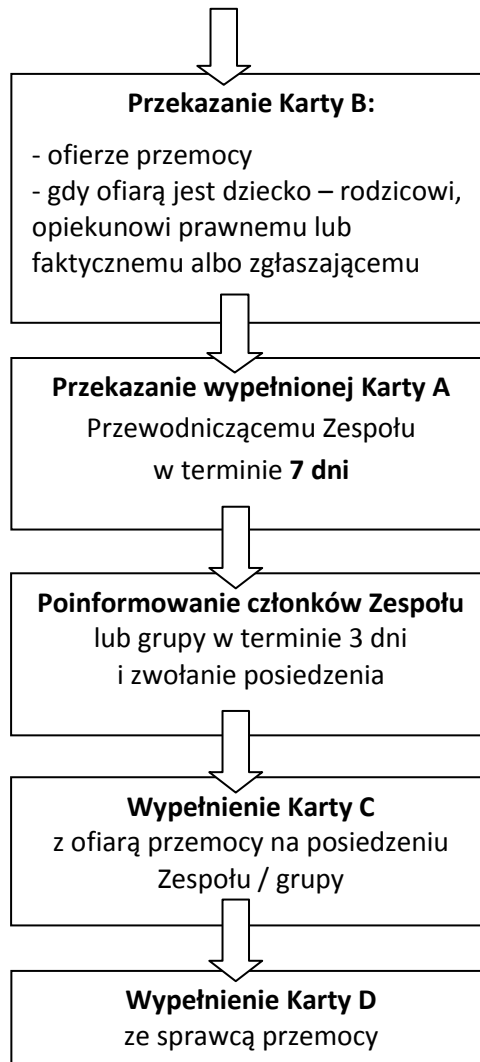 Przekazanie Karty B:
- ofierze przemocy
- gdy ofiarą jest dziecko – rodzicowi,
opiekunowi prawnemu lub
faktycznemu albo zgłaszającemu
Przekazanie wypełnionej Karty A
Przewodniczącemu Zespołu
w terminie 7 dni
Poinformowanie członków Zespołu
lub grupy w terminie 3 dni
i zwołanie posiedzenia
Wypełnienie Karty C
z ofiarą przemocy na posiedzeniu
Zespołu / grupy
Wypełnienie Karty D
ze sprawcą przemocy